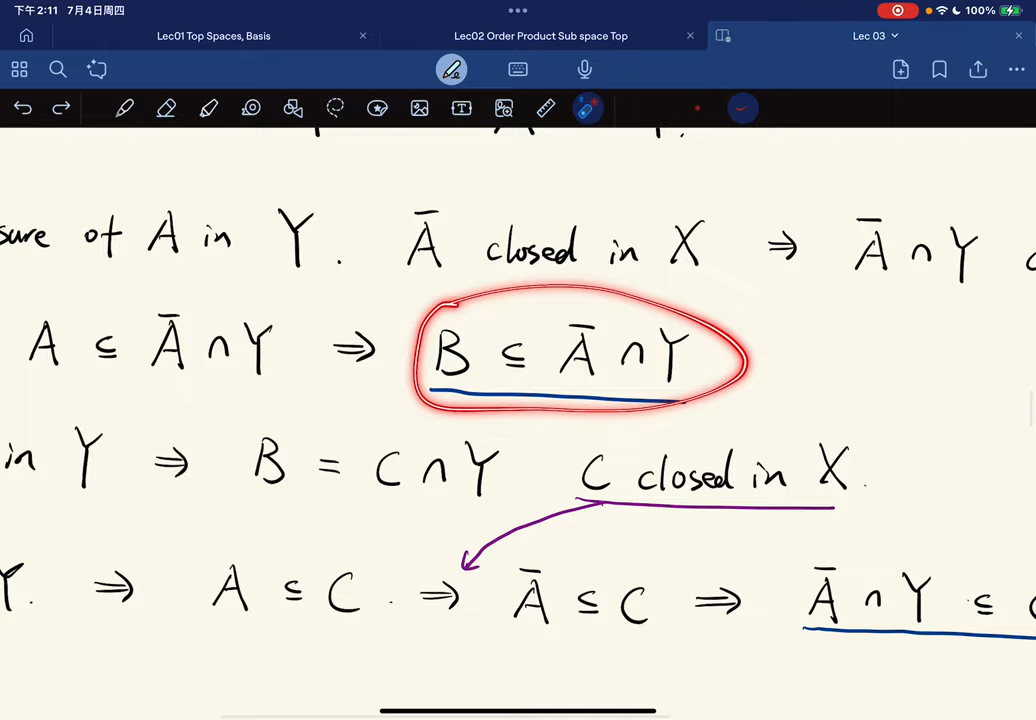 下午2:11 7月4日周四
100%
Lec01 Top Spaces, Basis
Lec02 Order Product Sub space Top
Lec 03
sure of A in Y. Ā closed in X ⇒ Ā ∩ Y
A ⊆ Ā ∩ Y ⇒ B ⊆ Ā ∩ Y
in Y ⇒ B = C ∩ Y C closed in X.
Y. ⇒ A ⊆ C. ⇒ Ā ⊆ C ⇒ Ā ∩ Y ⊆ C